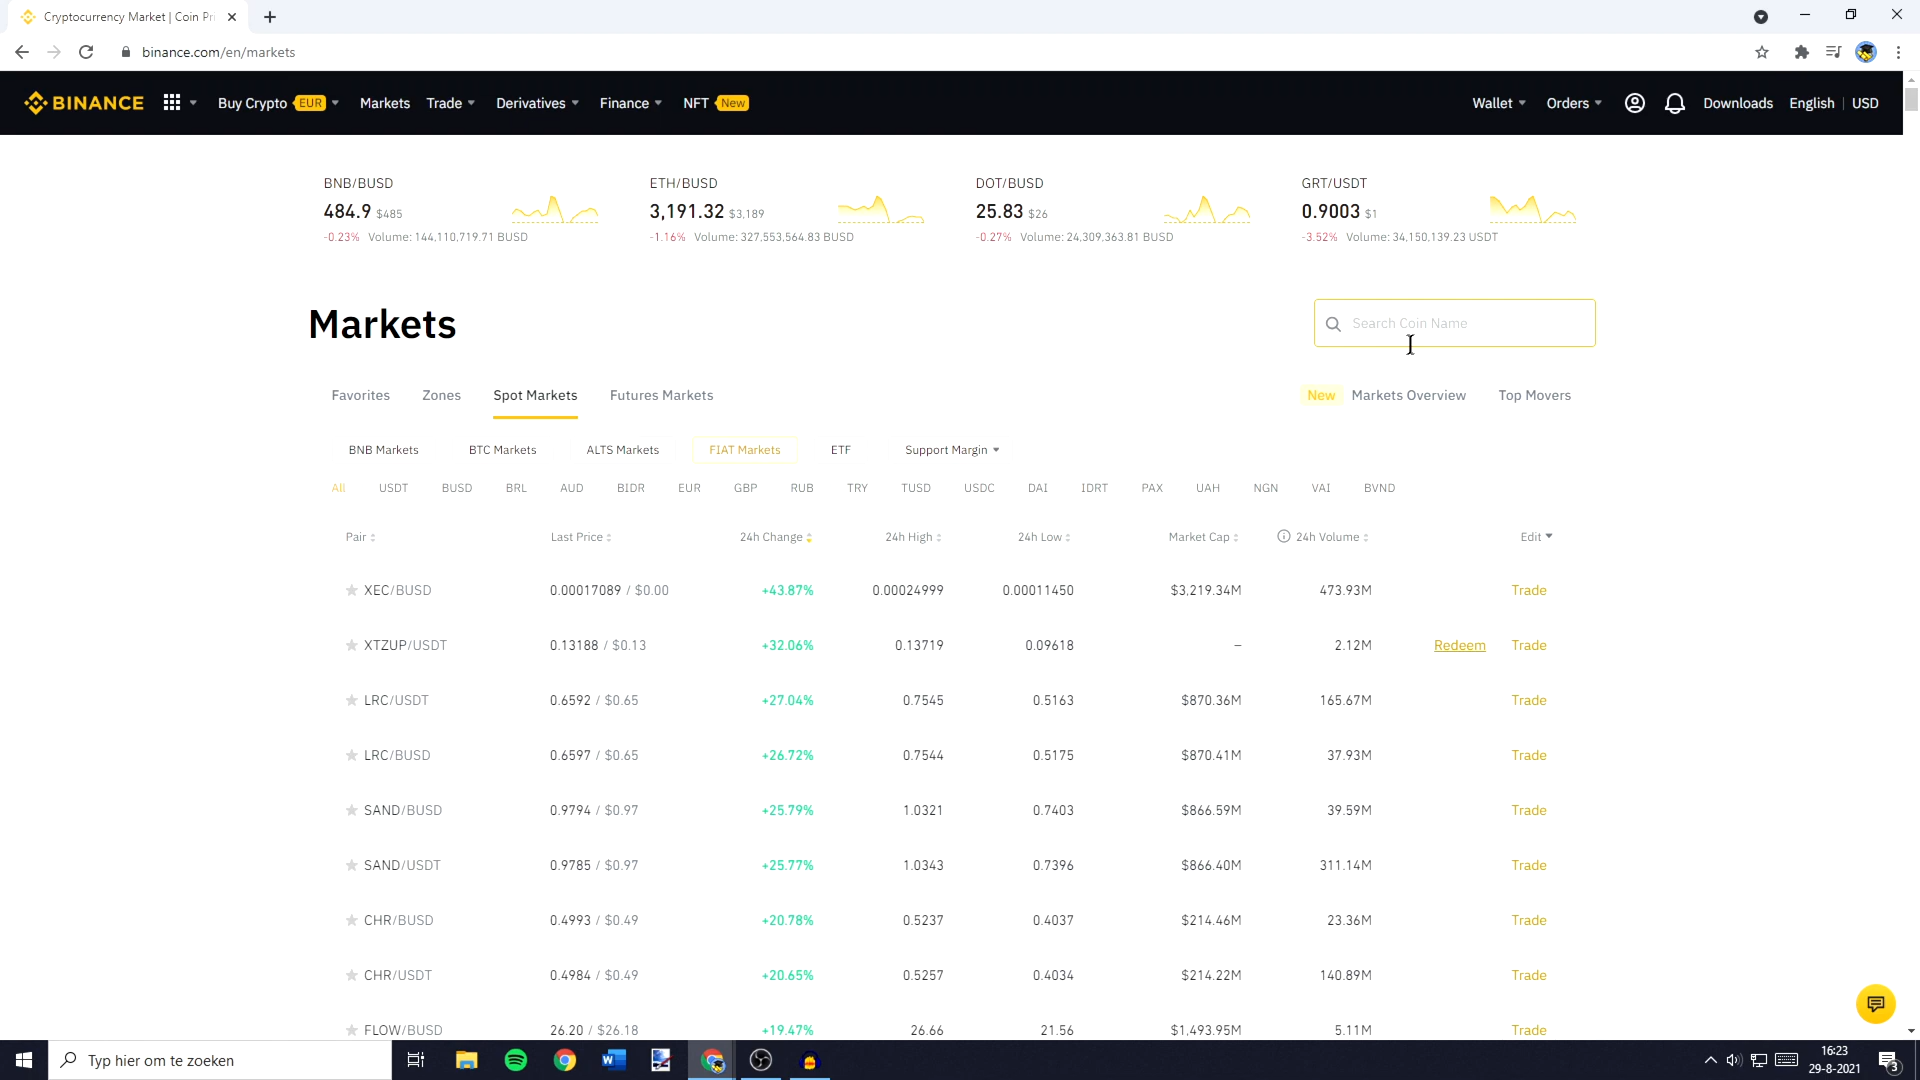 Cryptocurrency Market | Coin Pri
binance.com/en/markets
BINANCE Buy Crypto EUR Markets Trade Derivatives Finance NFT New Wallet Orders Downloads English USD
BNB/BUSD
484.9 $485
-0.23% Volume: 144,110,719.71 BUSD
ETH/BUSD
3,191.32 $3,189
-1.16% Volume: 327,553,564.83 BUSD
DOT/BUSD
25.83 $26
-0.27% Volume: 24,309,363.81 BUSD
GRT/USDT
0.9003 $1
-3.52% Volume: 34,150,139.23 USDT
Markets
Search Coin Name
Favorites Zones Spot Markets Futures Markets New Markets Overview Top Movers
BNB Markets BTC Markets ALTS Markets FIAT Markets ETF Support Margin
All USDT BUSD BRL AUD BIDR EUR GBP RUB TRY TUSD USDC DAI IDRT PAX UAH NGN VAI BVND
Pair Last Price 24h Change 24h High 24h Low Market Cap 24h Volume Edit
XEC/BUSD 0.00017089 / $0.00 +43.87% 0.00024999 0.00011450 $3,219.34M 473.93M Trade
XTZUP/USDT 0.13188 / $0.13 +32.06% 0.13719 0.09618 – 2.12M Redeem Trade
LRC/USDT 0.6592 / $0.65 +27.04% 0.7545 0.5163 $870.36M 165.67M Trade
LRC/BUSD 0.6597 / $0.65 +26.72% 0.7544 0.5175 $870.41M 37.93M Trade
SAND/BUSD 0.9794 / $0.97 +25.79% 1.0321 0.7403 $866.59M 39.59M Trade
SAND/USDT 0.9785 / $0.97 +25.77% 1.0343 0.7396 $866.40M 311.14M Trade
CHR/BUSD 0.4993 / $0.49 +20.78% 0.5237 0.4037 $214.46M 23.36M Trade
CHR/USDT 0.4984 / $0.49 +20.65% 0.5257 0.4034 $214.22M 140.89M Trade
FLOW/BUSD 26.20 / $26.18 +19.47% 26.66 21.56 $1,493.95M 5.11M Trade
Typ hier om te zoeken
16:23
29-8-2021
3